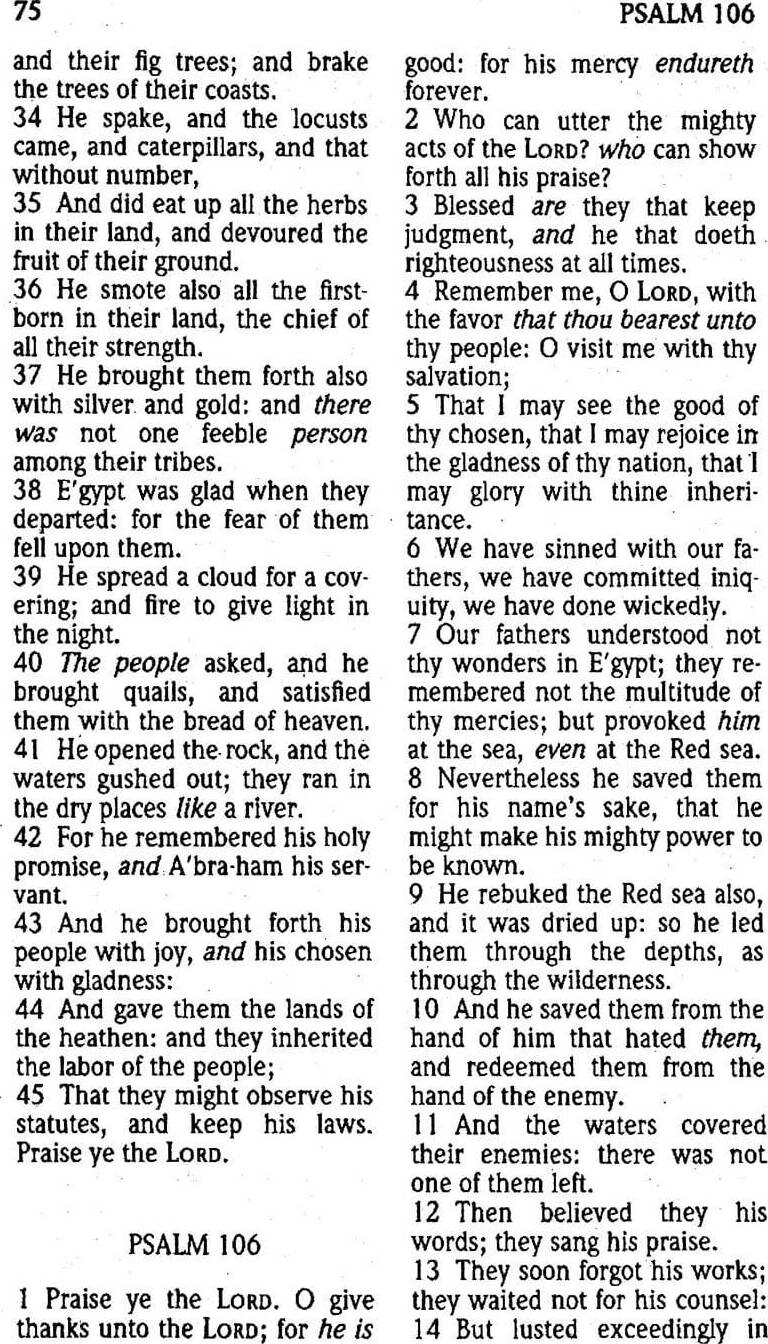 75
PSALM 106
and their fig trees; and brake
the trees of their coasts.
34 He spake, and the locusts
came, and caterpillars, and that
without number,
35 And did eat up all the herbs
in their land, and devoured the
fruit of their ground.
36 He smote also all the first-
born in their land, the chief of
all their strength.
37 He brought them forth also
with silver and gold: and there
was not one feeble person
among their tribes.
38 E'gypt was glad when they
departed: for the fear of them
fell upon them.
39 He spread a cloud for a cov-
ering; and fire to give light in
the night.
40 The people asked, and he
brought quails, and satisfied
them with the bread of heaven.
41 He opened the rock, and the
waters gushed out; they ran in
the dry places like a river.
42 For he remembered his holy
promise, and A'bra-ham his ser-
vant.
43 And he brought forth his
people with joy, and his chosen
with gladness:
44 And gave them the lands of
the heathen: and they inherited
the labor of the people;
45 That they might observe his
statutes, and keep his laws.
Praise ye the LORD.
PSALM 106
1 Praise ye the LORD. O give
thanks unto the LORD; for he is
good: for his mercy endureth
forever.
2 Who can utter the mighty
acts of the LORD? who can show
forth all his praise?
3 Blessed are they that keep
judgment, and he that doeth
righteousness at all times.
4 Remember me, O LORD, with
the favor that thou bearest unto
thy people: O visit me with thy
salvation;
5 That I may see the good of
thy chosen, that I may rejoice in
the gladness of thy nation, that I
may glory with thine inheri-
tance.
6 We have sinned with our fa-
thers, we have committed iniq-
uity, we have done wickedly.
7 Our fathers understood not
thy wonders in E'gypt; they re-
membered not the multitude of
thy mercies; but provoked him
at the sea, even at the Red sea.
8 Nevertheless he saved them
for his name's sake, that he
might make his mighty power to
be known.
9 He rebuked the Red sea also,
and it was dried up: so he led
them through the depths, as
through the wilderness.
10 And he saved them from the
hand of him that hated them,
and redeemed them from the
hand of the enemy.
11 And the waters covered
their enemies: there was not
one of them left.
12 Then believed they his
words; they sang his praise.
13 They soon forgot his works;
they waited not for his counsel:
14 But lusted exceedingly in